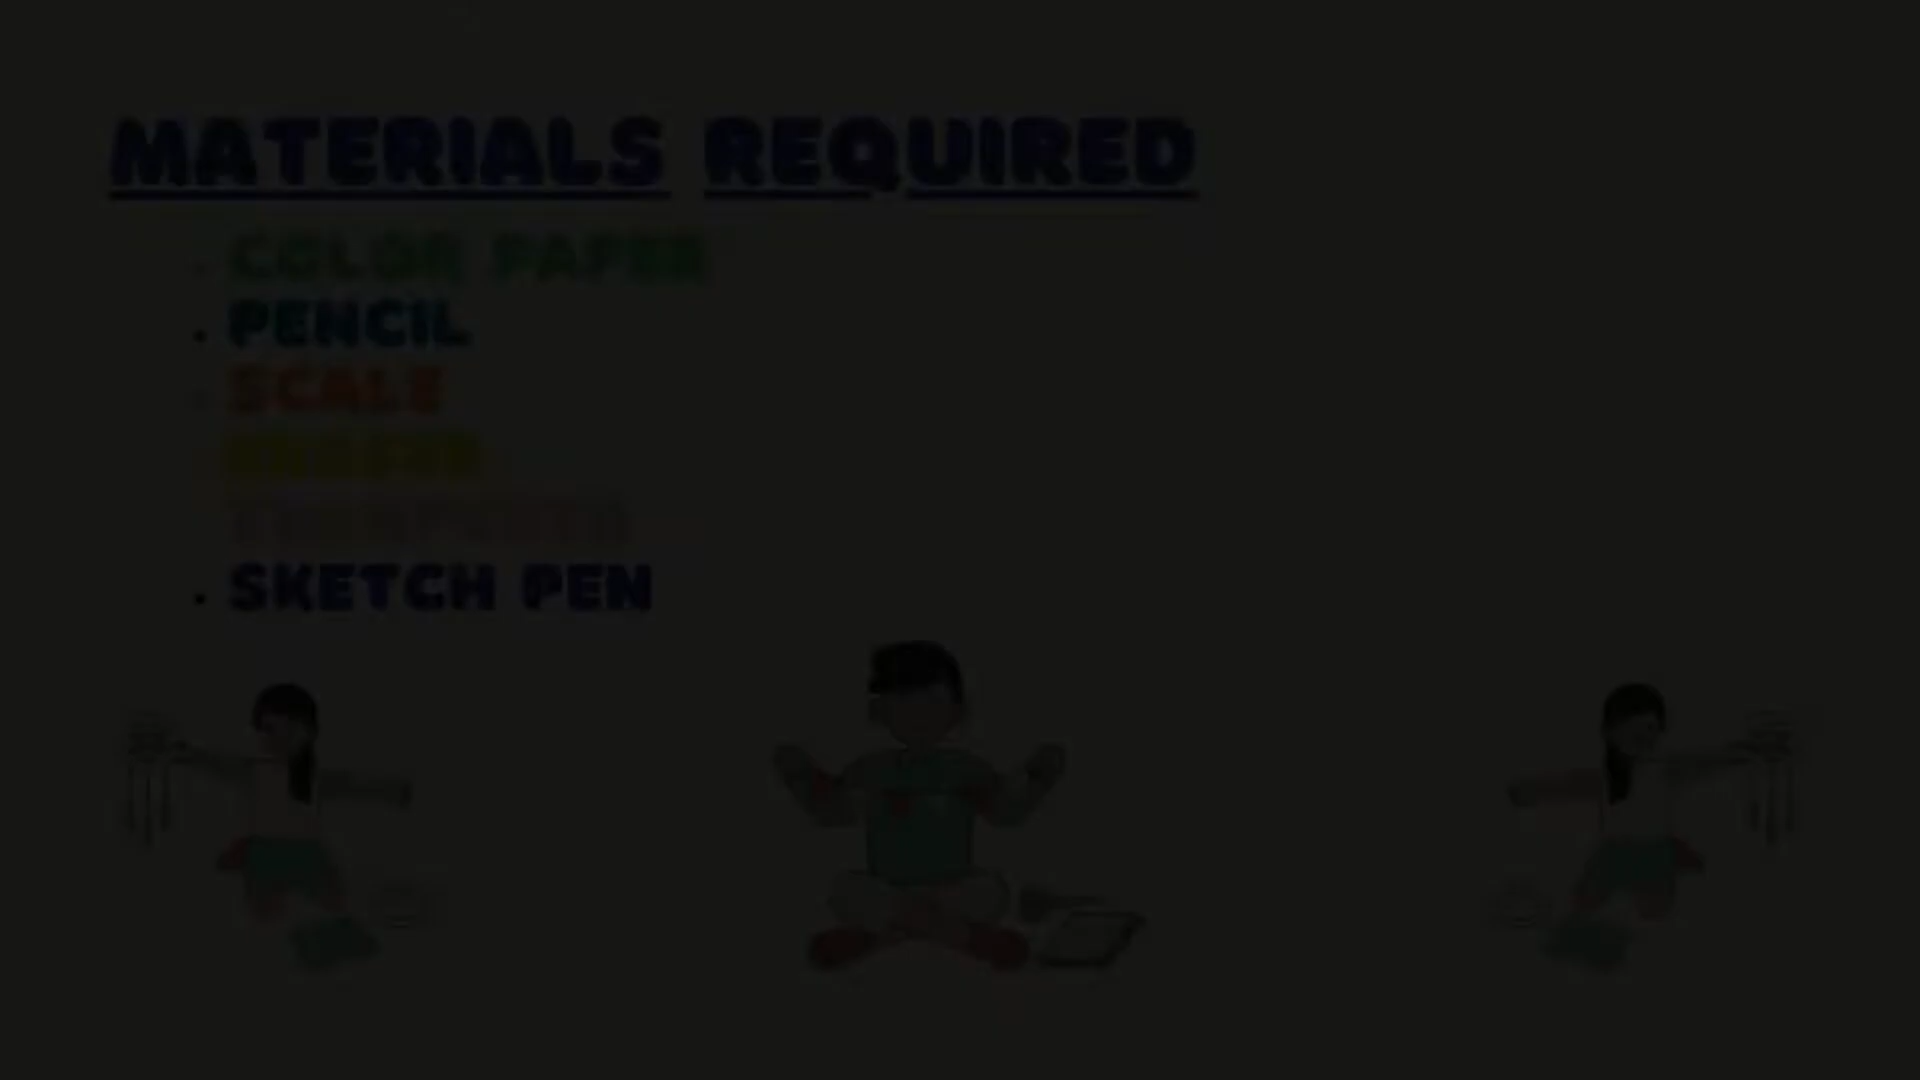 MATERIALS REQUIRED
COLOR PAPER
PENCIL
SCALE
SKETCH PEN